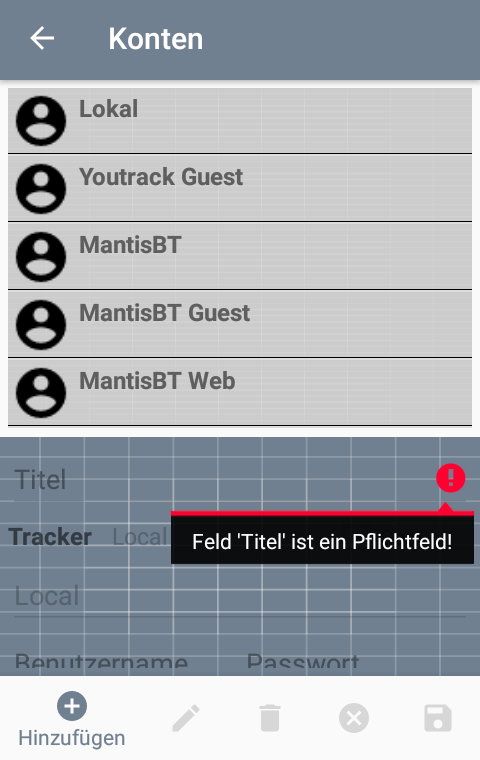 Konten
Lokal
Youtrack Guest
MantisBT
MantisBT Guest
MantisBT Web
Titel
Tracker Local
Feld 'Titel' ist ein Pflichtfeld!
Local
Benutzername Passwort
Hinzufügen